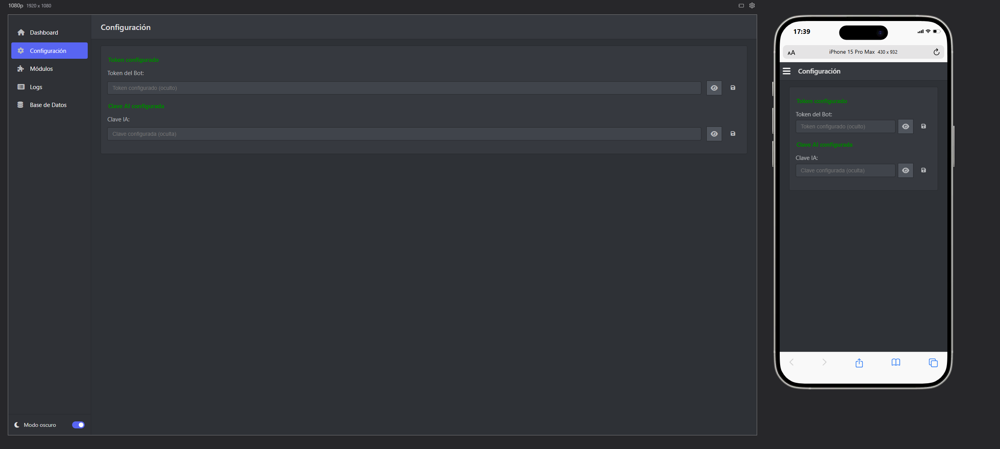 1080p 1920 x 1080
Dashboard
Configuración
Módulos
Logs
Base de Datos
Modo oscuro
Configuración
Token configurado
Token del Bot:
Token configurado (oculto)
Clave AI configurada
Clave IA:
Clave configurada (oculta)
17:39
AA iPhone 15 Pro Max 430 x 932
Configuración
Token configurado
Token del Bot:
Token configurado (oculto)
Clave AI configurada
Clave IA:
Clave configurada (oculta)